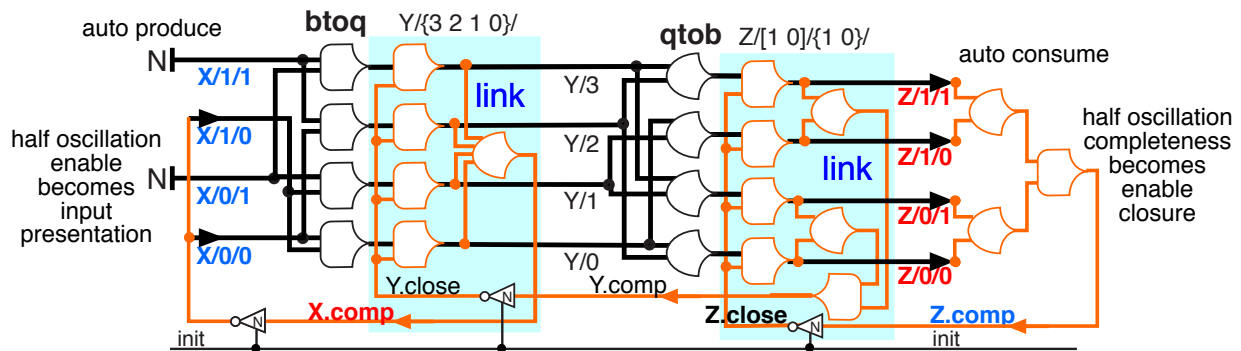 auto produce
btoq
Y/{3 2 1 0}/
qtob
Z/[1 0]/{1 0}/
auto consume
N
X/1/1
link
Y/3
Z/1/1
half oscillation
enable
becomes
input
presentation
X/1/0
Y/2
Z/1/0
half oscillation
completeness
becomes
enable
closure
N
X/0/1
Y/1
link
Z/0/1
X/0/0
Y/0
Z/0/0
Y.close
N
Y.comp
X.comp
N
Z.close
N
Z.comp
init
init